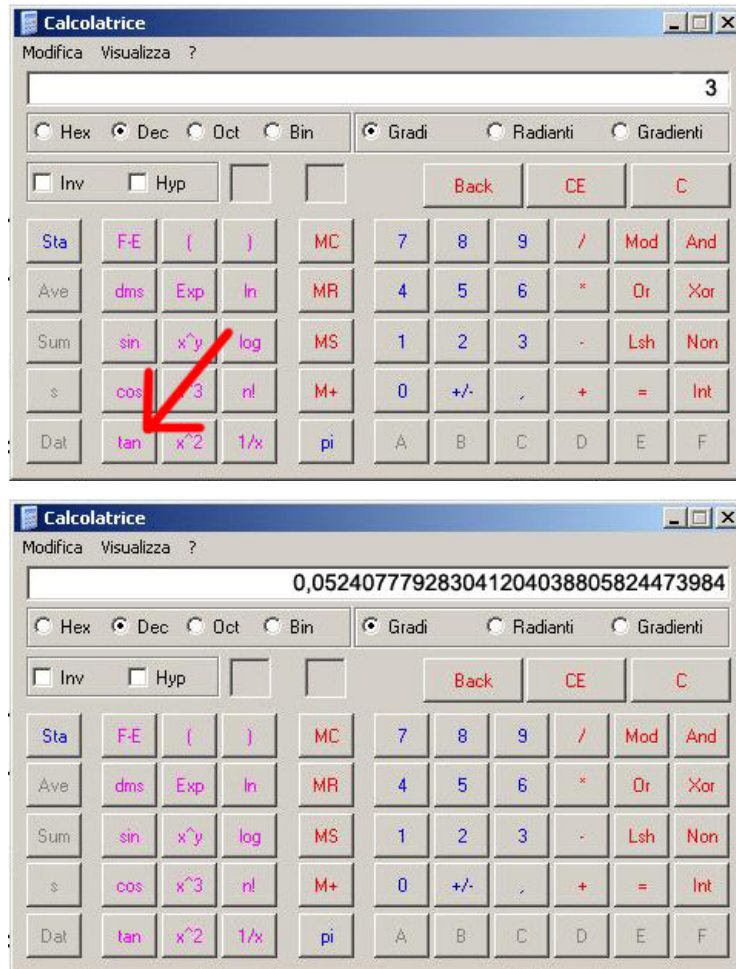 Calcolatrice
Modifica Visualizza ?
3
Hex Dec Oct Bin Gradi Radianti Gradienti
Inv Hyp Back CE C
Sta F-E ( ) MC 7 8 9 / Mod And
Ave dms Exp ln MR 4 5 6 * Or Xor
Sum sin x^y log MS 1 2 3 - Lsh Non
s cos ^3 n! M+ 0 +/- , + = Int
Dat tan x^2 1/x pi A B C D E F
Calcolatrice
Modifica Visualizza ?
0,052407779283041204038805824473984
Hex Dec Oct Bin Gradi Radianti Gradienti
Inv Hyp Back CE C
Sta F-E ( ) MC 7 8 9 / Mod And
Ave dms Exp ln MR 4 5 6 * Or Xor
Sum sin x^y log MS 1 2 3 - Lsh Non
s cos x^3 n! M+ 0 +/- , + = Int
Dat tan x^2 1/x pi A B C D E F